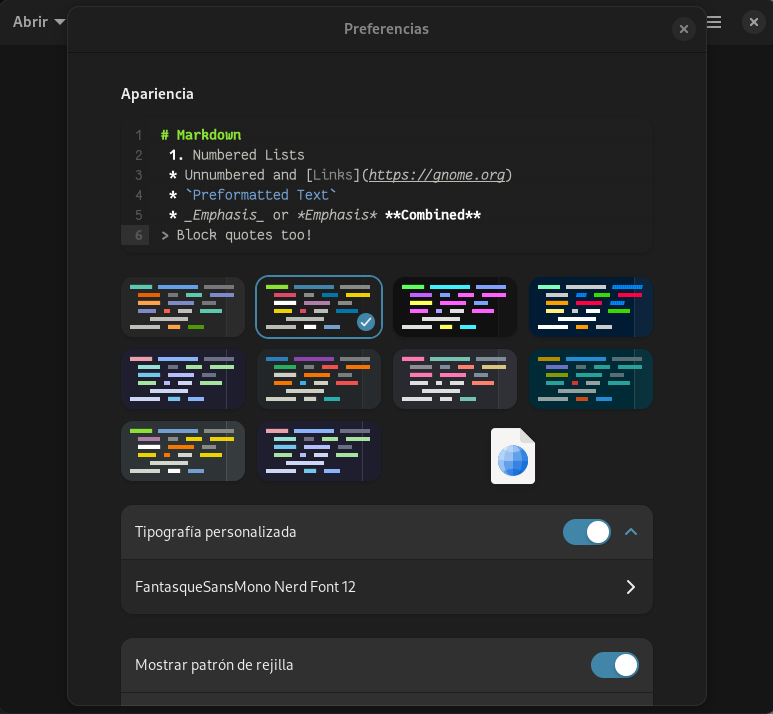 Abrir
Preferencias
Apariencia
1 # Markdown
2 1. Numbered Lists
3 * Unnumbered and [Links](https://gnome.org)
4 * `Preformatted Text`
5 * _Emphasis_ or *Emphasis* **Combined**
6 > Block quotes too!
Tipografía personalizada
FantasqueSansMono Nerd Font 12
Mostrar patrón de rejilla